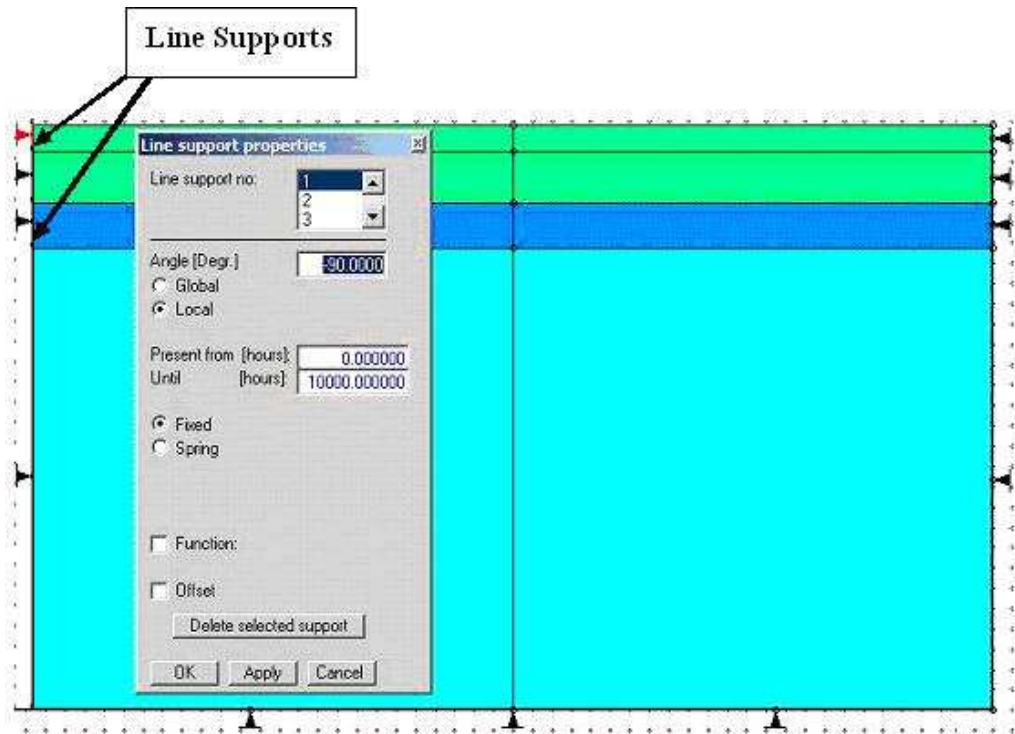 Line Supports
Line support properties
Line support no:
1
2
3
Angle [Degr.] -90.0000
Global
Local
Present from [hours]: 0.000000
Until [hours] 10000.000000
Fixed
Spring
Function:
Offset
Delete selected support
OK Apply Cancel